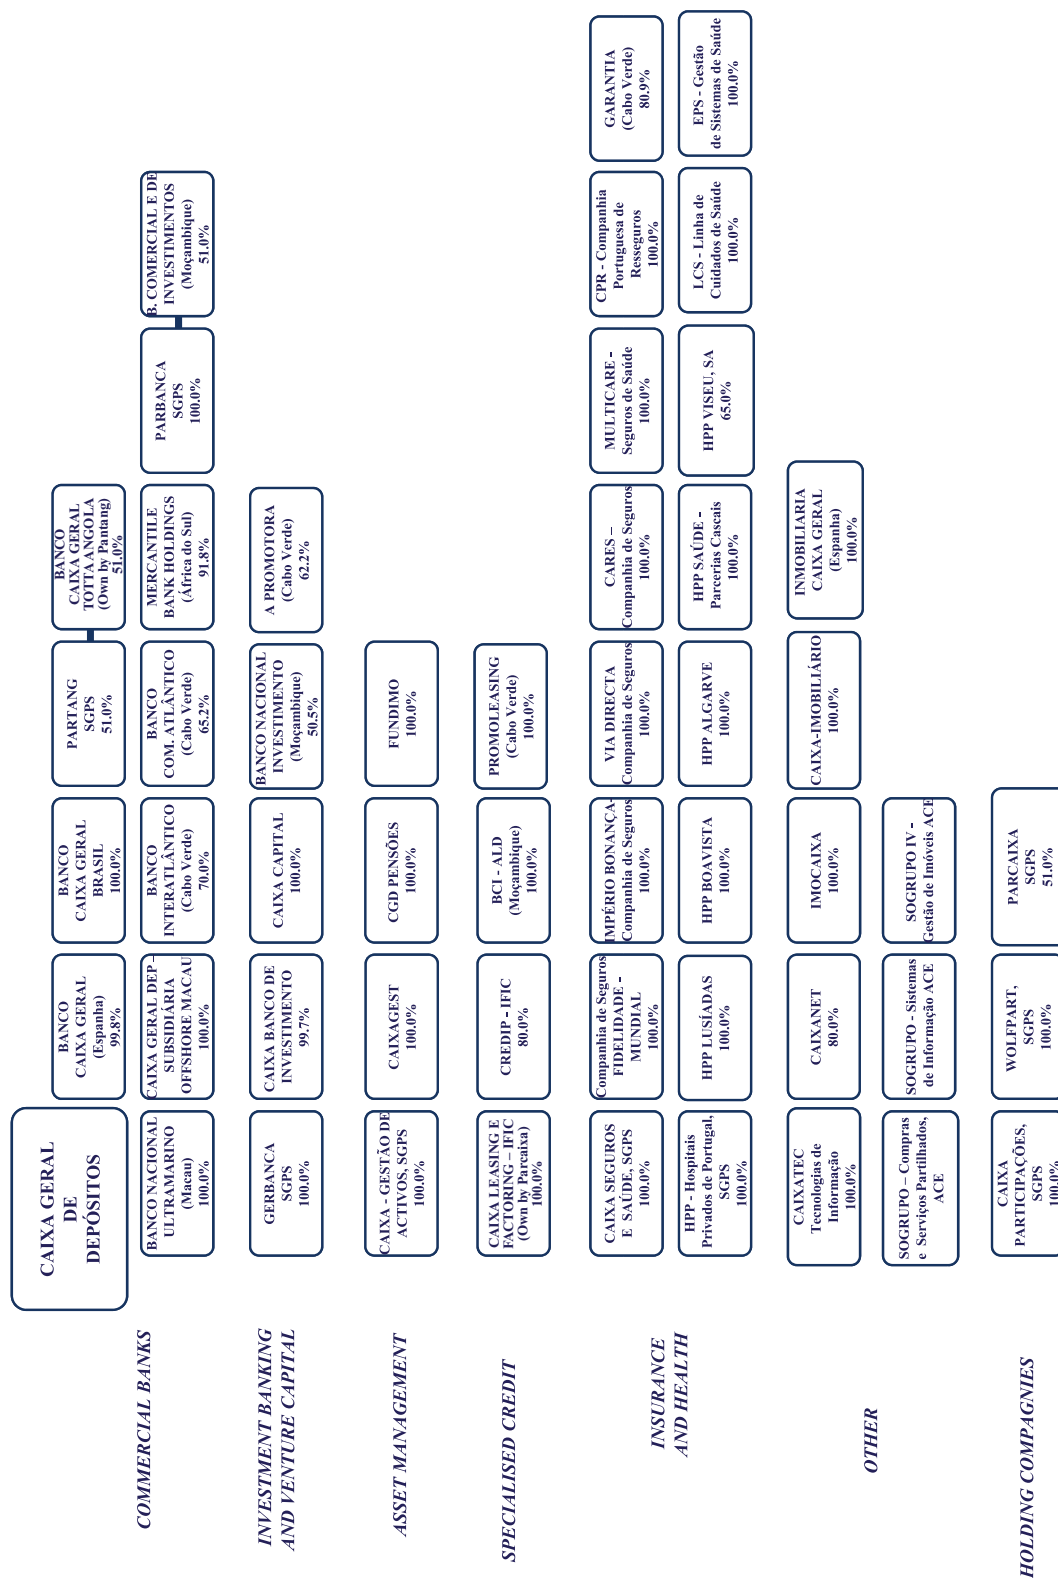 CAIXA GERAL
DE
DEPÓSITOS
COMMERCIAL BANKS
BANCO
CAIXA GERAL
(Espanha)
99.8%
BANCO
CAIXA GERAL
BRASIL
100.0%
PARTANG
SGPS
51.0%
BANCO
CAIXA GERAL
TOTTA ANGOLA
(Own by Pantang)
51.0%
BANCO NACIONAL
ULTRAMARINO
(Macau)
100.0%
CAIXA GERAL DEP –
SUBSIDIÁRIA
OFFSHORE MACAU
100.0%
BANCO
INTERATLÂNTICO
(Cabo Verde)
70.0%
BANCO
COM. ATLÂNTICO
(Cabo Verde)
65.2%
MERCANTILE
BANK HOLDINGS
(África do Sul)
91.8%
PARBANCA
SGPS
100.0%
B. COMERCIAL E DE
INVESTIMENTOS
(Moçambique)
51.0%
INVESTMENT BANKING
AND VENTURE CAPITAL
GERBANCA
SGPS
100.0%
CAIXA BANCO DE
INVESTIMENTO
99.7%
CAIXA CAPITAL
100.0%
BANCO NACIONAL
INVESTIMENTO
(Moçambique)
50.5%
A PROMOTORA
(Cabo Verde)
62.2%
ASSET MANAGEMENT
CAIXA - GESTÃO DE
ACTIVOS, SGPS
100.0%
CAIXAGEST
100.0%
CGD PENSÕES
100.0%
FUNDIMO
100.0%
SPECIALISED CREDIT
CAIXA LEASING E
FACTORING – IFIC
(Own by Parcaixa)
100.0%
CREDIP - IFIC
80.0%
BCI - ALD
(Moçambique)
100.0%
PROMOLEASING
(Cabo Verde)
100.0%
INSURANCE
AND HEALTH
CAIXA SEGUROS
E SAÚDE, SGPS
100.0%
Companhia de Seguros
FIDELIDADE -
MUNDIAL
100.0%
IMPÉRIO BONANÇA-
Companhia de Seguros
100.0%
VIA DIRECTA
Companhia de Seguros
100.0%
CARES –
Companhia de Seguros
100.0%
MULTICARE -
Seguros de Saúde
100.0%
CPR - Companhia
Portuguesa de
Resseguros
100.0%
GARANTIA
(Cabo Verde)
80.9%
HPP - Hospitais
Privados de Portugal,
SGPS
100.0%
HPP LUSÍADAS
100.0%
HPP BOAVISTA
100.0%
HPP ALGARVE
100.0%
HPP SAÚDE -
Parcerias Cascais
100.0%
HPP VISEU, SA
65.0%
LCS - Linha de
Cuidados de Saúde
100.0%
EPS - Gestão
de Sistemas de Saúde
100.0%
OTHER
CAIXATEC
Tecnologias de
Informação
100.0%
CAIXANET
80.0%
IMOCAIXA
100.0%
CAIXA-IMOBILIÁRIO
100.0%
INMOBILIARIA
CAIXA GERAL
(Espanha)
100.0%
SOGRUPO – Compras
e Serviços Partilhados,
ACE
SOGRUPO - Sistemas
de Informação ACE
SOGRUPO IV -
Gestão de Imóveis ACE
HOLDING COMPAGNIES
CAIXA
PARTICIPAÇÕES,
SGPS
100.0%
WOLFPART,
SGPS
100.0%
PARCAIXA
SGPS
51.0%